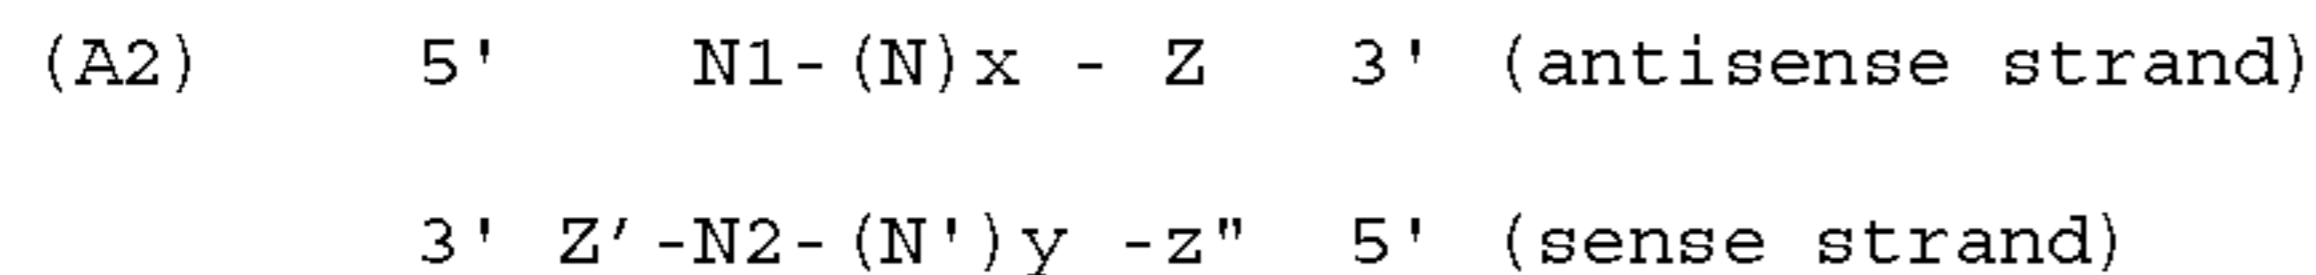 (A2) 5' N1-(N)x - Z 3' (antisense strand)
3' Z′-N2-(N')y -z" 5' (sense strand)